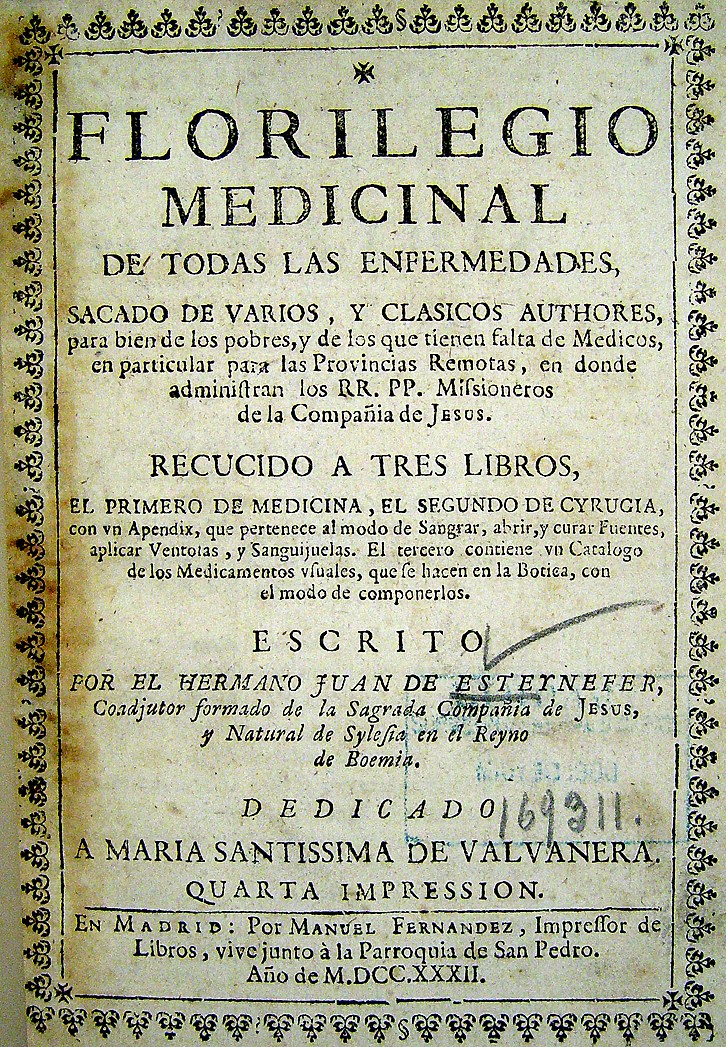 FLORILEGIO
MEDICINAL
DE TODAS LAS ENFERMEDADES,
SACADO DE VARIOS, Y CLASICOS AUTHORES,
para bien de los pobres, y de los que tienen falta de Medicos,
en particular para las Provincias Remotas, en donde
administran los RR. PP. Missioneros
de la Compañia de JESUS.
RECUCIDO A TRES LIBROS,
EL PRIMERO DE MEDICINA, EL SEGUNDO DE CYRUGIA,
con vn Apendix, que pertenece al modo de Sangrar, abrir, y curar Fuentes,
aplicar Ventosas, y Sanguijuelas. El tercero contiene vn Catalogo
de los Medicamentos vsuales, que se hacen en la Botica, con
el modo de componerlos.
ESCRITO
POR EL HERMANO JUAN DE ESTEYNEFER,
Coadjutor formado de la Sagrada Compañia de JESUS,
y Natural de Sylesia en el Reyno
de Boemia.
DEDICADO
169311.
A MARIA SANTISSIMA DE VALVANERA.
QUARTA IMPRESSION.
EN MADRID: Por MANUEL FERNANDEZ, Impressor de
Libros, vive junto à la Parroquia de San Pedro.
Año de M.DCC.XXXII.